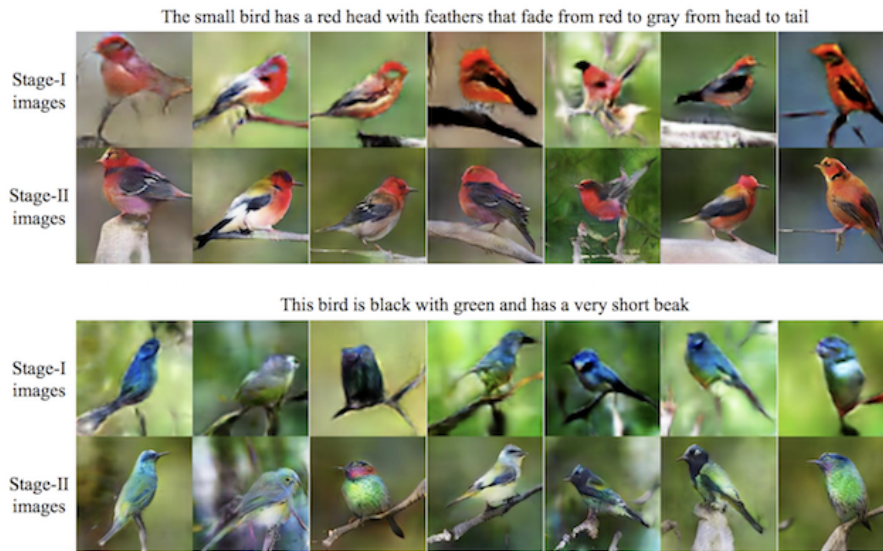 The small bird has a red head with feathers that fade from red to gray from head to tail
Stage-I
images
Stage-II
images
This bird is black with green and has a very short beak
Stage-I
images
Stage-II
images